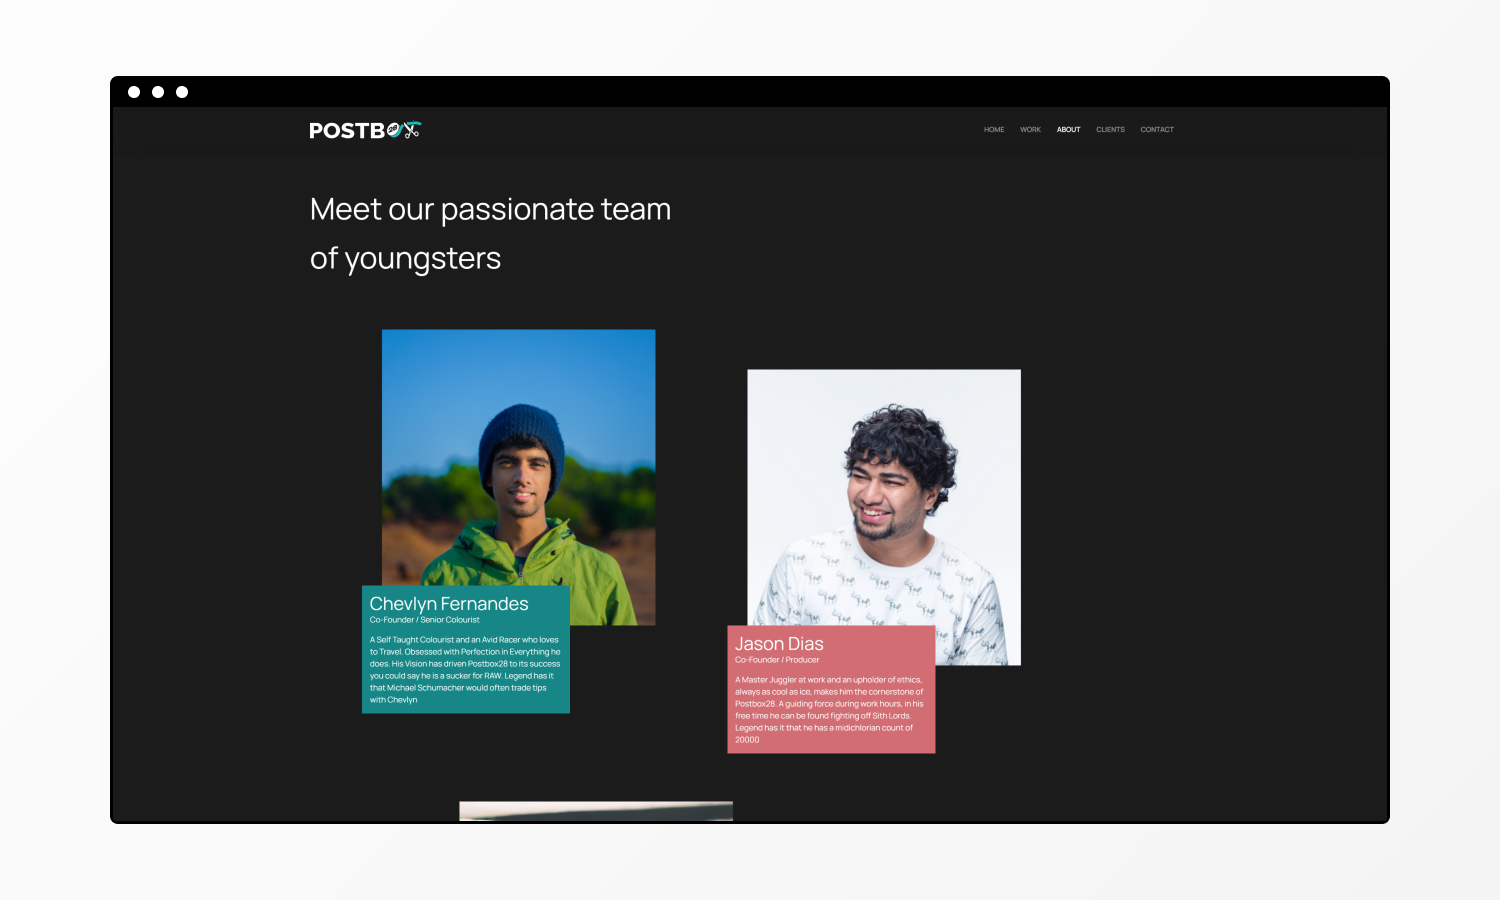 POSTBOX
HOME WORK ABOUT CLIENTS CONTACT
Meet our passionate team
of youngsters
Chevlyn Fernandes
Co-Founder / Senior Colourist
A Self Taught Colourist and an Avid Racer who loves
to Travel. Obsessed with Perfection in Everything he
does. His Vision has driven Postbox28 to its success
you could say he is a sucker for RAW. Legend has it
that Michael Schumacher would often trade tips
with Chevlyn
Jason Dias
Co-Founder / Producer
A Master Juggler at work and an upholder of ethics,
always as cool as ice, makes him the cornerstone of
Postbox28. A guiding force during work hours, in his
free time he can be found fighting off Sith Lords.
Legend has it that he has a midichlorian count of
20000